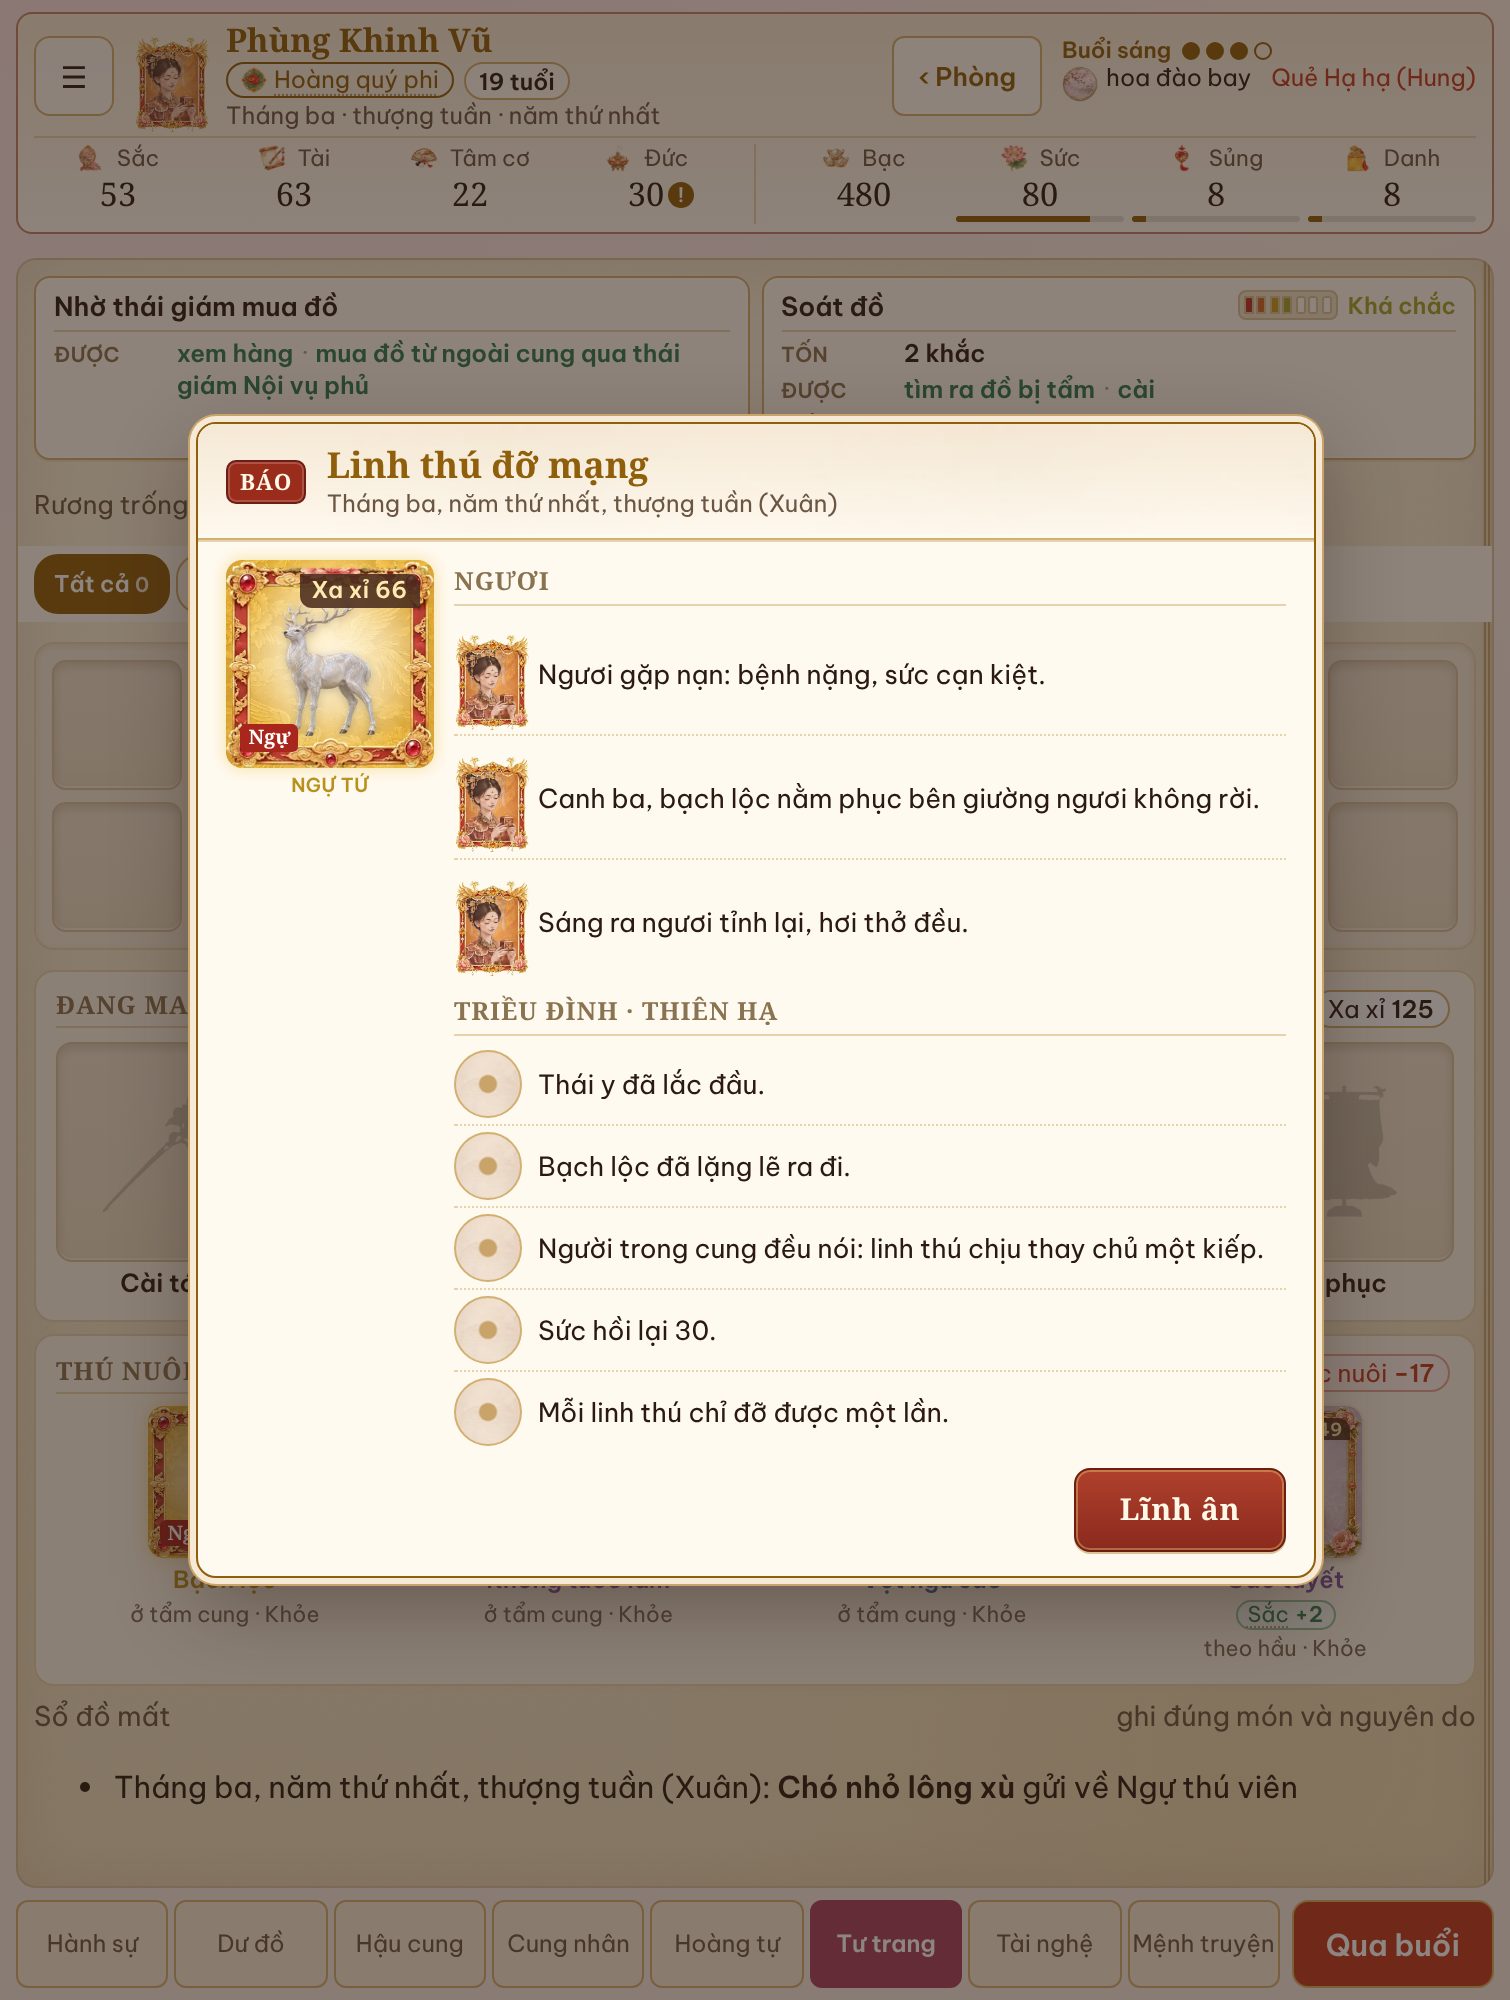 ☰
Phùng Khinh Vũ
Hoàng quý phi 19 tuổi
Tháng ba · thượng tuần · năm thứ nhất
‹ Phòng
Buổi sáng
hoa đào bay Quẻ Hạ hạ (Hung)
Sắc Tài Tâm cơ Đức Bạc Sức Sủng Danh
53 63 22 30 ! 480 80 8 8
Nhờ thái giám mua đồ
ĐƯỢC xem hàng · mua đồ từ ngoài cung qua thái
giám Nội vụ phủ
Soát đồ Khá chắc
TỐN 2 khắc
ĐƯỢC tìm ra đồ bị tẩm · cài
Rương trống
Tất cả 0
BÁO
Linh thú đỡ mạng
Tháng ba, năm thứ nhất, thượng tuần (Xuân)
Xa xỉ 66
Ngự
NGỰ TỨ
NGƯƠI
Ngươi gặp nạn: bệnh nặng, sức cạn kiệt.
Canh ba, bạch lộc nằm phục bên giường ngươi không rời.
Sáng ra ngươi tỉnh lại, hơi thở đều.
TRIỀU ĐÌNH · THIÊN HẠ
Thái y đã lắc đầu.
Bạch lộc đã lặng lẽ ra đi.
Người trong cung đều nói: linh thú chịu thay chủ một kiếp.
Sức hồi lại 30.
Mỗi linh thú chỉ đỡ được một lần.
Lĩnh ân
ĐANG MA
Xa xỉ 125
Cài tó
phục
THÚ NUÔI
nuôi −17
49
ở tẩm cung · Khỏe
ở tẩm cung · Khỏe
ở tẩm cung · Khỏe
Sắc +2
theo hầu · Khỏe
Sổ đồ mất ghi đúng món và nguyên do
• Tháng ba, năm thứ nhất, thượng tuần (Xuân): Chó nhỏ lông xù gửi về Ngự thú viên
Hành sự
Dư đồ
Hậu cung
Cung nhân
Hoàng tự
Tư trang
Tài nghệ
Mệnh truyện
Qua buổi